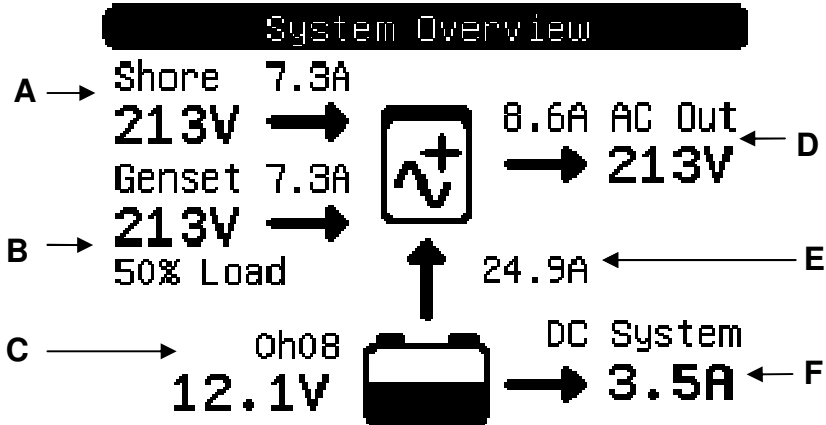 System Overview
A
Shore 7.3A
213V
8.6A AC Out
213V
D
Genset 7.3A
213V
B
50% Load
24.9A
E
C
0h08
12.1V
DC System
3.5A
F